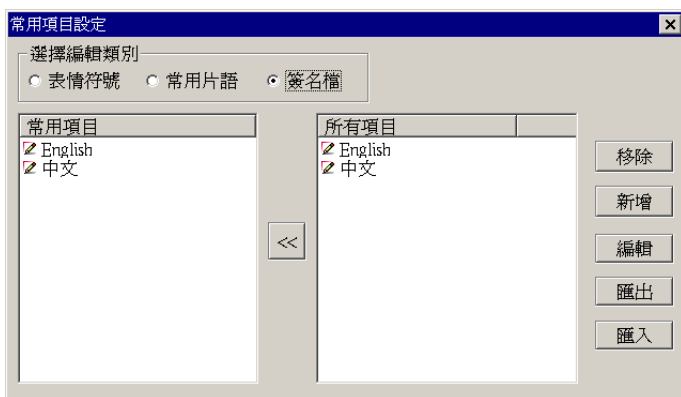 常用項目設定
選擇編輯類別
表情符號 常用片語 簽名檔
常用項目 所有項目
English English
中文 中文
移除
新增
<<
編輯
匯出
匯入